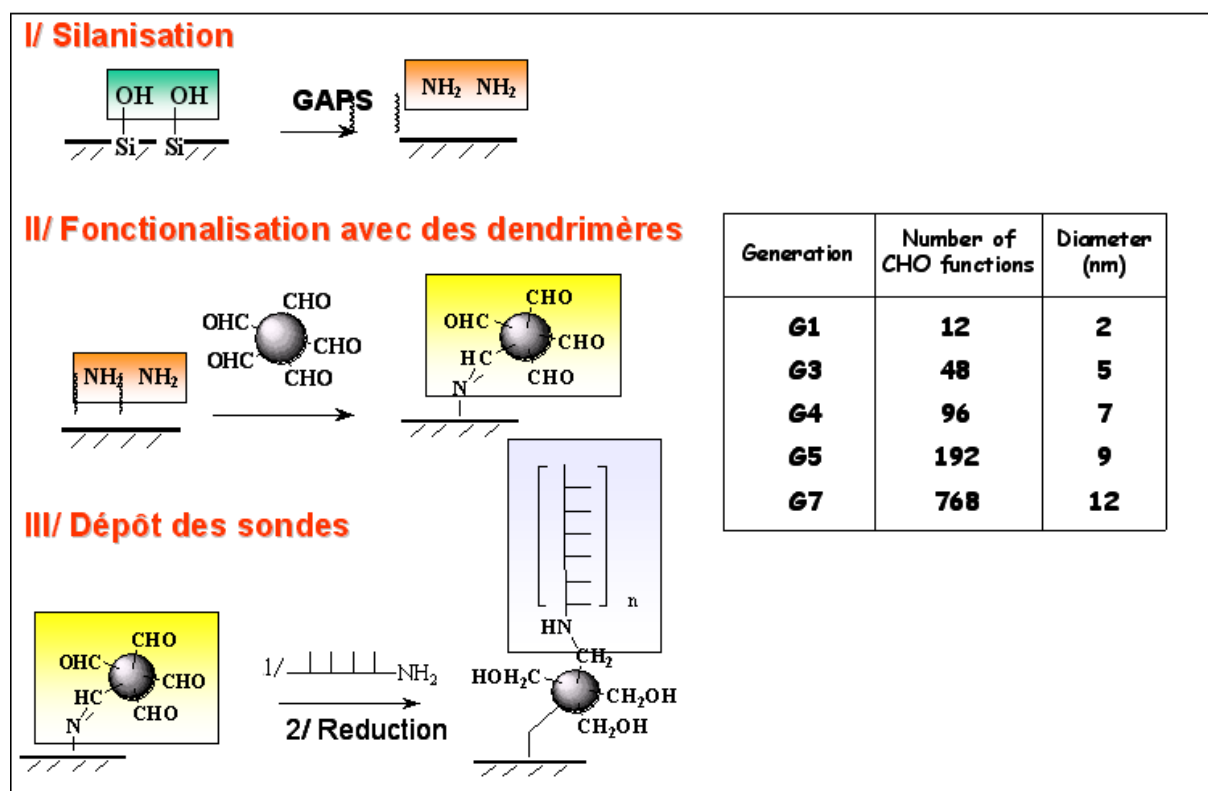 I/ Silanisation
OH OH
GAPS
NH₂ NH₂
Si Si
II/ Fonctionalisation avec des dendrimères
CHO
OHC
OHC
CHO
CHO
NH₂ NH₂
CHO
OHC
CHO
HC
CHO
N
Generation Number of CHO functions Diameter (nm)
G1 12 2
G3 48 5
G4 96 7
G5 192 9
G7 768 12
III/ Dépôt des sondes
n
HN
CH₂
HOH₂C
CH₂OH
CH₂OH
CHO
OHC
CHO
HC
CHO
N
1/ NH₂
2/ Reduction